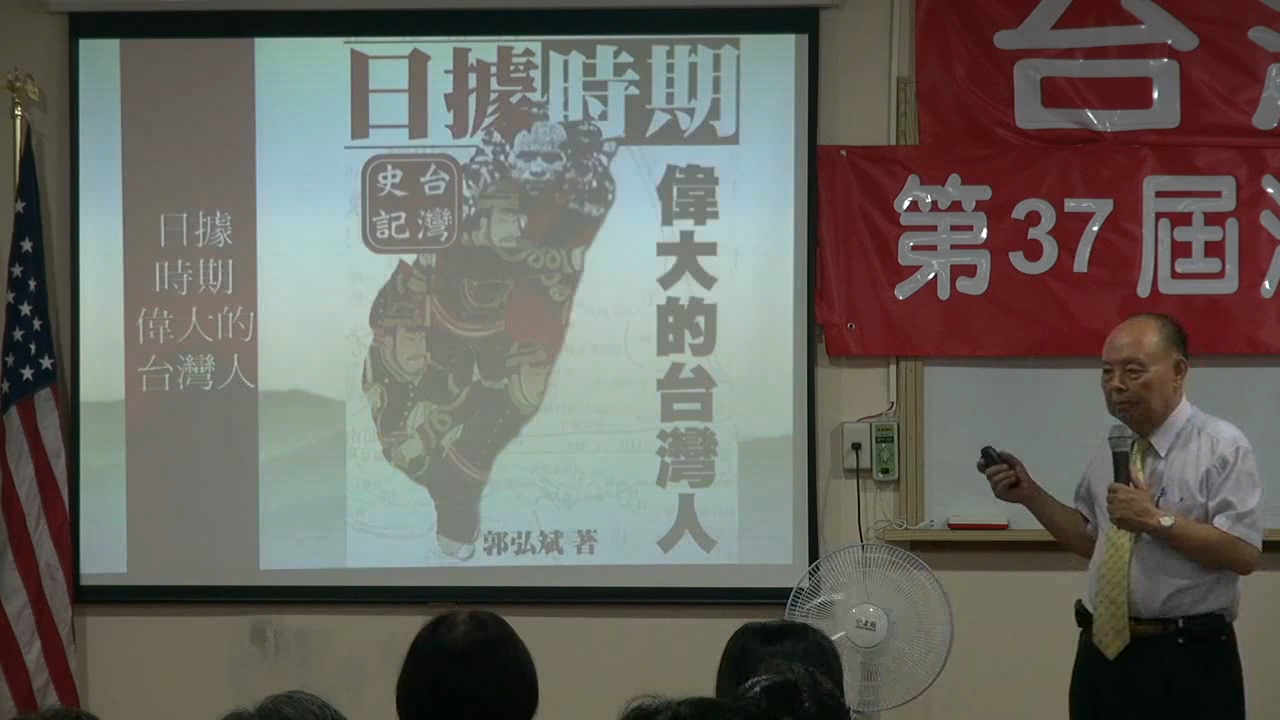 日據
時期
偉大的
台灣人
日據時期
台灣
史記
偉大的台灣人
郭弘斌 著
台
第37屆